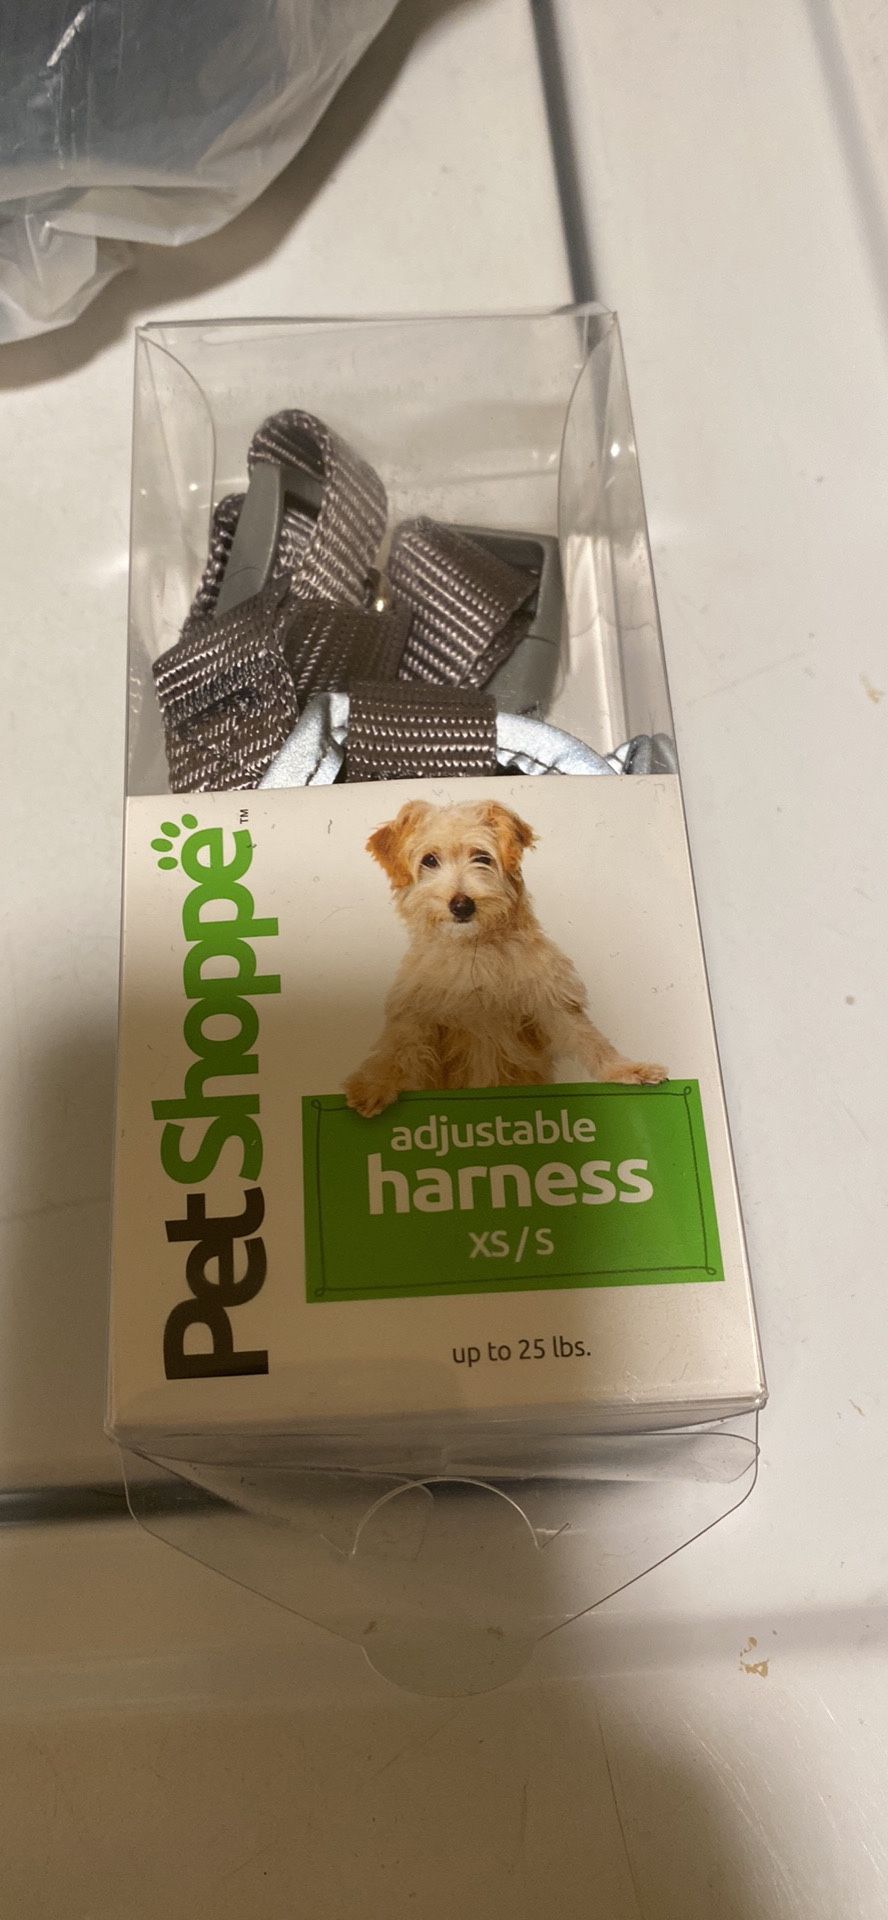 PetShoppe™
adjustable
harness
XS/S
up to 25 lbs.